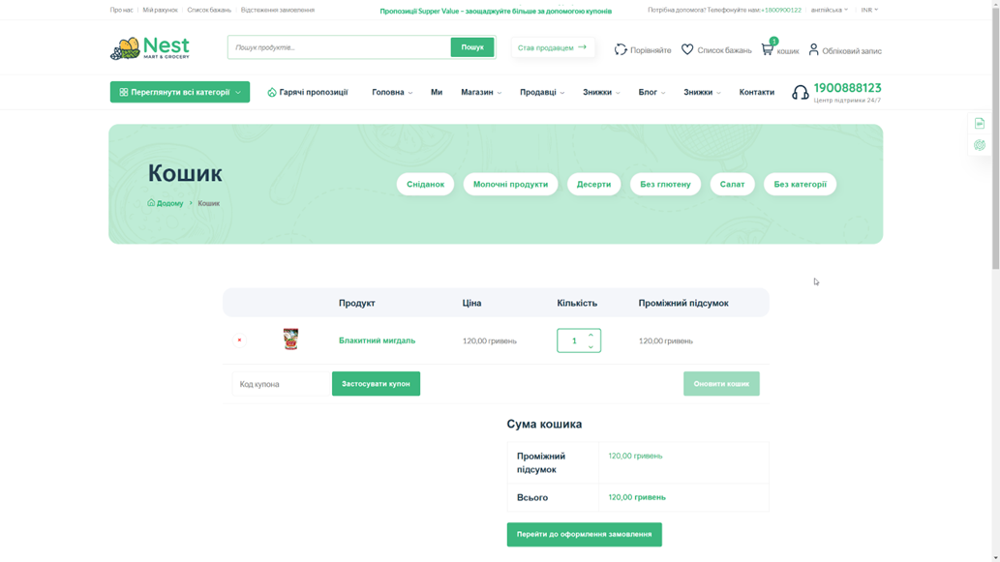 Про нас
Мій рахунок
Список бажань
Відстеження замовлення
Пропозиції Supper Value – заощаджуйте більше за допомогою купонів
Потрібна допомога? Телефонуйте нам:+1800900122
англійська
INR
Nest
MART & GROCERY
Пошук продуктів...
Пошук
Став продавцем
Порівняйте
Список бажань
1
кошик
Обліковий запис
Переглянути всі категорії
Гарячі пропозиції
Головна
Ми
Магазин
Продавці
Знижки
Блог
Знижки
Контакти
1900888123
Центр підтримки 24/7
Кошик
Сніданок
Молочні продукти
Десерти
Без глютену
Салат
Без категорії
Додому
Кошик
Продукт
Ціна
Кількість
Проміжний підсумок
×
Блакитний мигдаль
120,00 гривень
1
120,00 гривень
Код купона
Застосувати купон
Оновити кошик
Сума кошика
Проміжний
підсумок
120,00 гривень
Всього
120,00 гривень
Перейти до оформлення замовлення